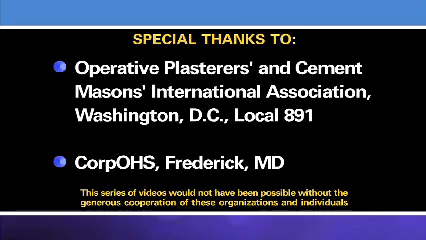 SPECIAL THANKS TO:
Operative Plasterers' and Cement
Masons' International Association,
Washington, D.C., Local 891
CorpOHS, Frederick, MD
This series of videos would not have been possible without the
generous cooperation of these organizations and individuals